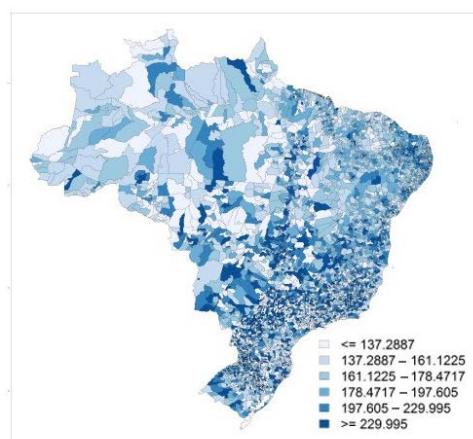 <= 137.2887
137.2887 – 161.1225
161.1225 – 178.4717
178.4717 – 197.605
197.605 – 229.995
>= 229.995